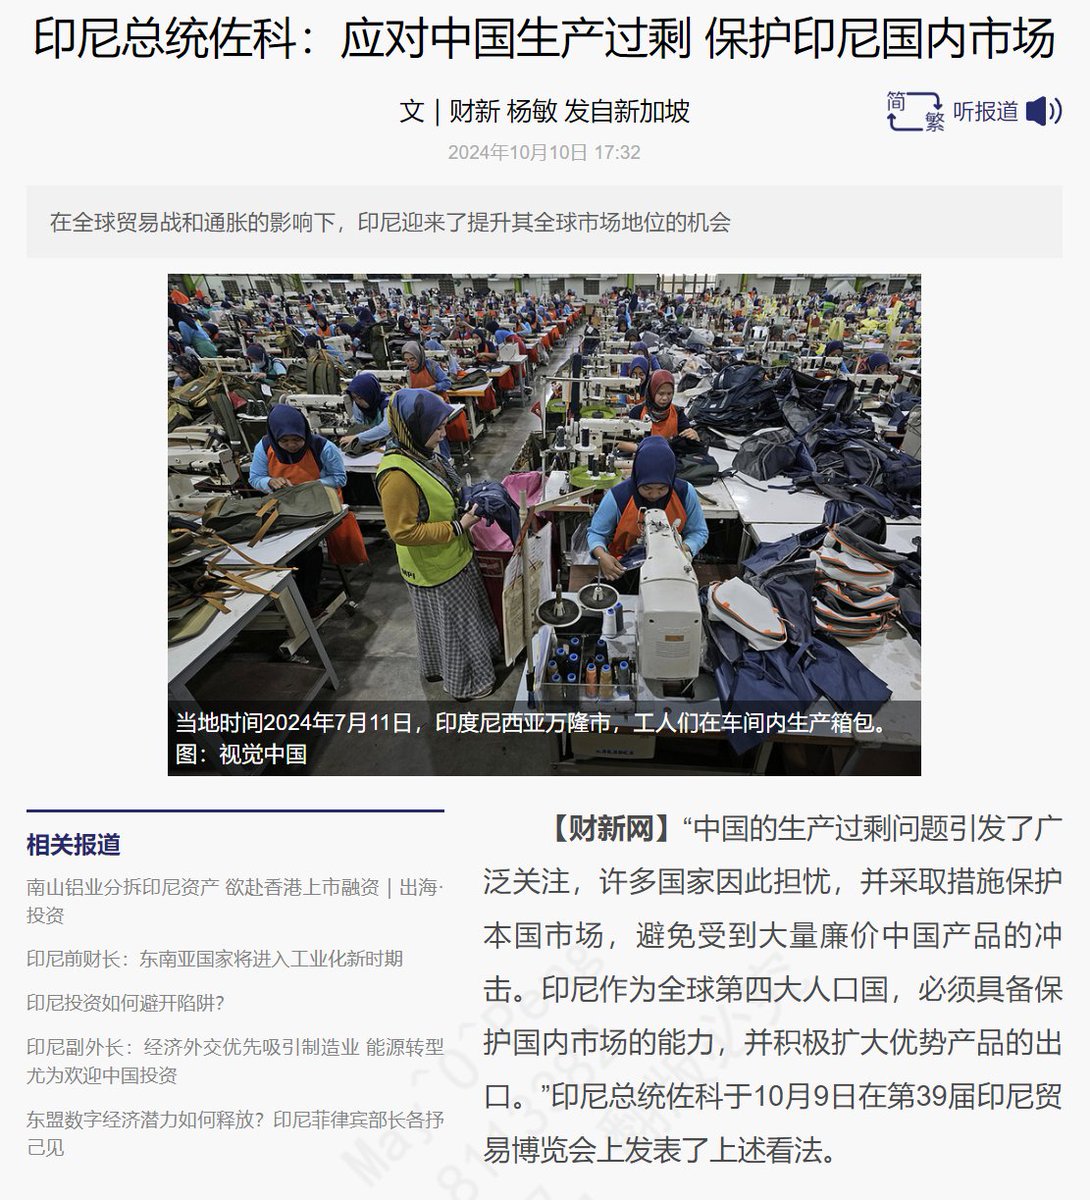 印尼总统佐科：应对中国生产过剩 保护印尼国内市场
文｜财新 杨敏 发自新加坡
简
繁
听报道
2024年10月10日 17:32
在全球贸易战和通胀的影响下，印尼迎来了提升其全球市场地位的机会
当地时间2024年7月11日，印度尼西亚万隆市，工人们在车间内生产箱包。
图：视觉中国
相关报道
南山铝业分拆印尼资产 欲赴香港上市融资｜出海·
投资
印尼前财长：东南亚国家将进入工业化新时期
印尼投资如何避开陷阱？
印尼副外长：经济外交优先吸引制造业 能源转型
尤为欢迎中国投资
东盟数字经济潜力如何释放？印尼菲律宾部长各抒
己见
【财新网】“中国的生产过剩问题引发了广
泛关注，许多国家因此担忧，并采取措施保护
本国市场，避免受到大量廉价中国产品的冲
击。印尼作为全球第四大人口国，必须具备保
护国内市场的能力，并积极扩大优势产品的出
口。”印尼总统佐科于10月9日在第39届印尼贸
易博览会上发表了上述看法。